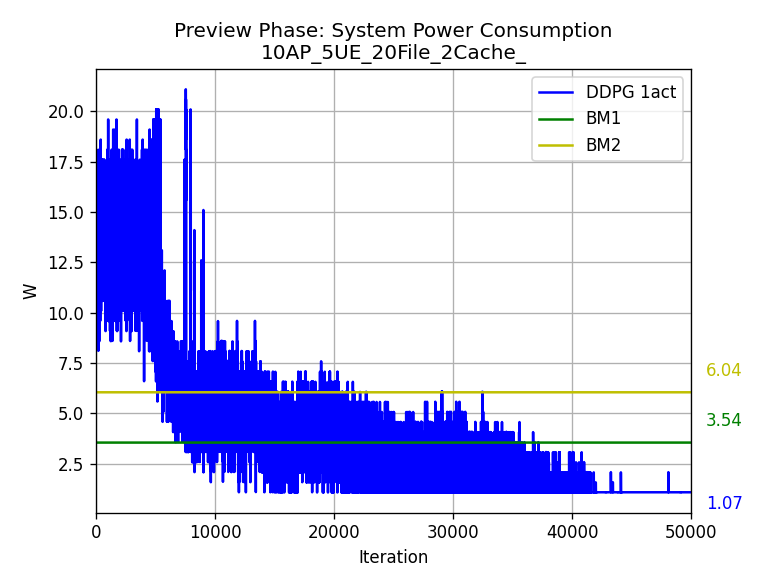 Preview Phase: System Power Consumption
10AP_5UE_20File_2Cache_
DDPG 1act
BM1
BM2
20.0
17.5
15.0
12.5
10.0
7.5
5.0
2.5
W
6.04
3.54
1.07
0 10000 20000 30000 40000 50000
Iteration